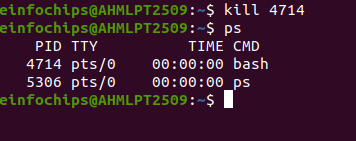 einfochips@AHMLPT2509:~$ kill 4714
einfochips@AHMLPT2509:~$ ps
    PID TTY          TIME CMD
   4714 pts/0    00:00:00 bash
   5306 pts/0    00:00:00 ps
einfochips@AHMLPT2509:~$